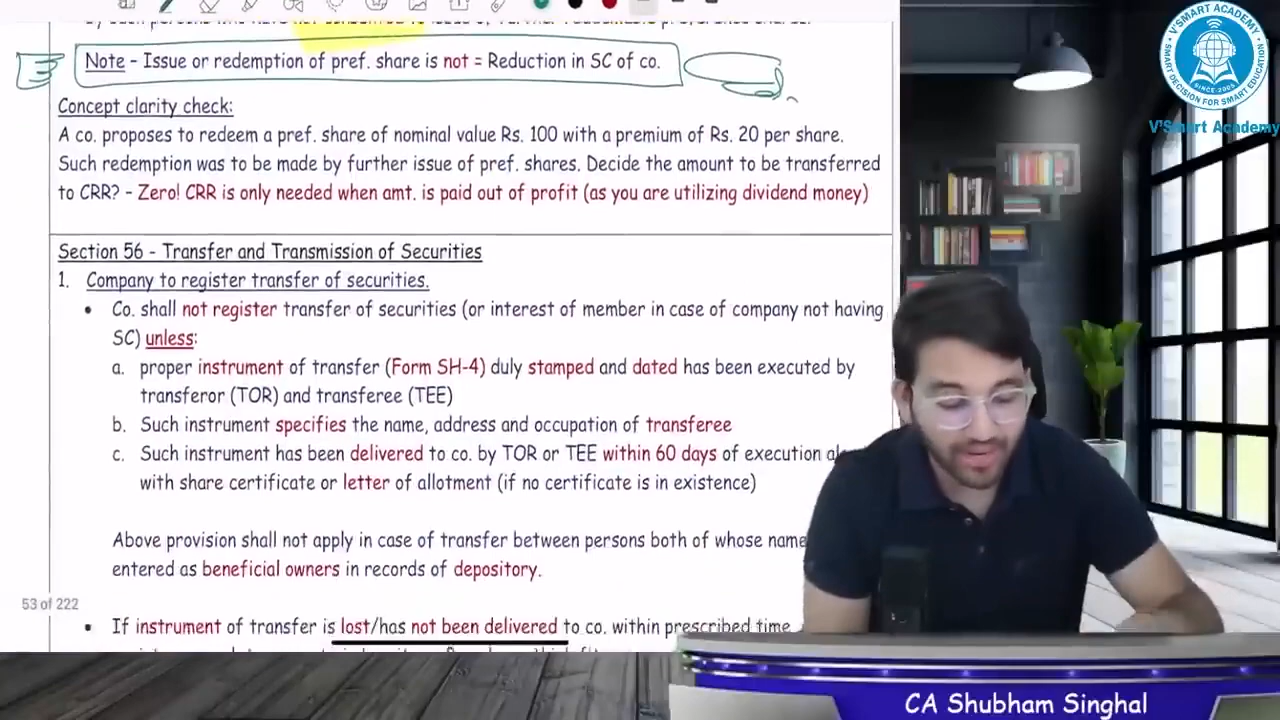 Note - Issue or redemption of pref. share is not = Reduction in SC of co.
Concept clarity check:
A co. proposes to redeem a pref. share of nominal value Rs. 100 with a premium of Rs. 20 per share.
Such redemption was to be made by further issue of pref. shares. Decide the amount to be transferred
to CRR? - Zero! CRR is only needed when amt. is paid out of profit (as you are utilizing dividend money)
Section 56 - Transfer and Transmission of Securities
1. Company to register transfer of securities.
• Co. shall not register transfer of securities (or interest of member in case of company not having
SC) unless:
a. proper instrument of transfer (Form SH-4) duly stamped and dated has been executed by
transferor (TOR) and transferee (TEE)
b. Such instrument specifies the name, address and occupation of transferee
c. Such instrument has been delivered to co. by TOR or TEE within 60 days of execution
with share certificate or letter of allotment (if no certificate is in existence)
Above provision shall not apply in case of transfer between persons both of whose name
entered as beneficial owners in records of depository.
53 of 222
• If instrument of transfer is lost/has not been delivered to co. within prescribed time
V'SMART ACADEMY
SINCE-2005
SMART DECISION FOR SMART EDUCATION
V'Smart Academy
CA Shubham Singhal